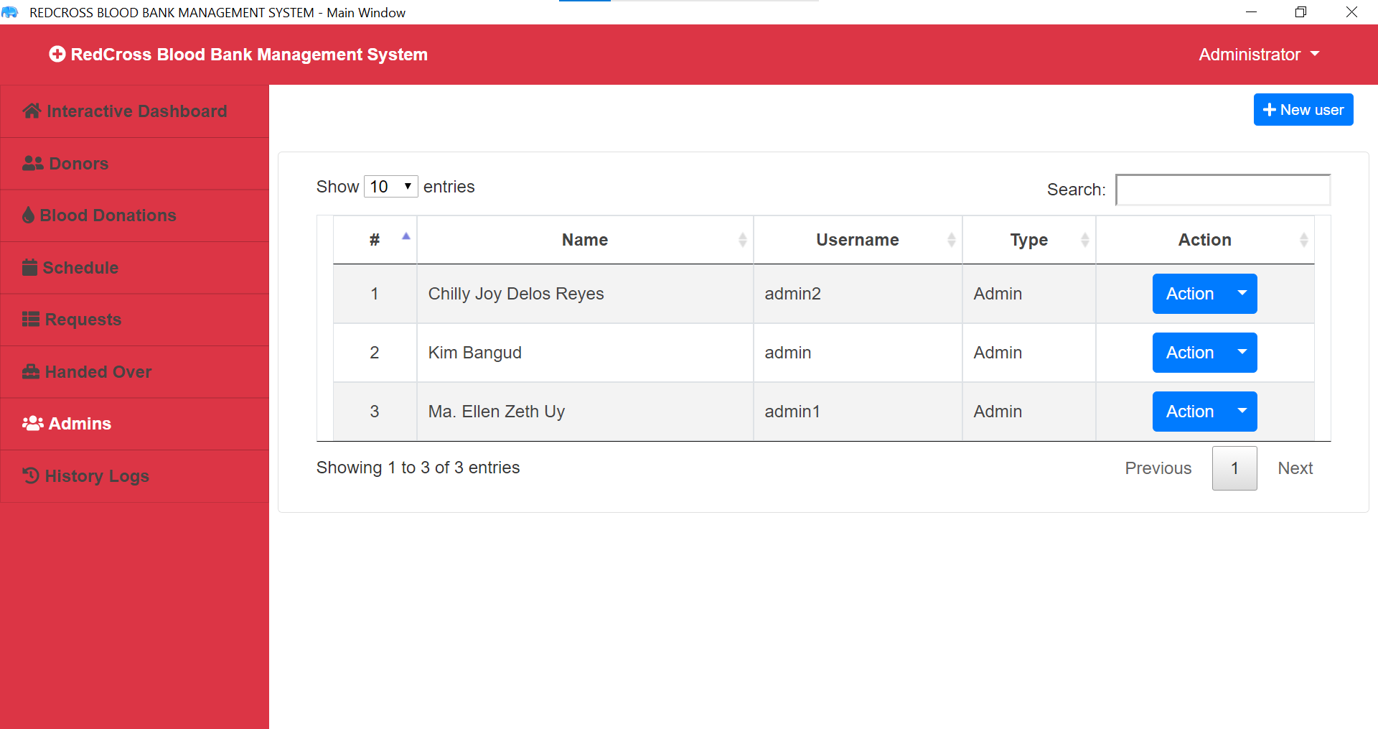 REDCROSS BLOOD BANK MANAGEMENT SYSTEM - Main Window
RedCross Blood Bank Management System
Administrator
Interactive Dashboard
Donors
Blood Donations
Schedule
Requests
Handed Over
Admins
History Logs
New user
Show 10 entries
Search:
# Name Username Type Action
1 Chilly Joy Delos Reyes admin2 Admin Action
2 Kim Bangud admin Admin Action
3 Ma. Ellen Zeth Uy admin1 Admin Action
Showing 1 to 3 of 3 entries
Previous 1 Next